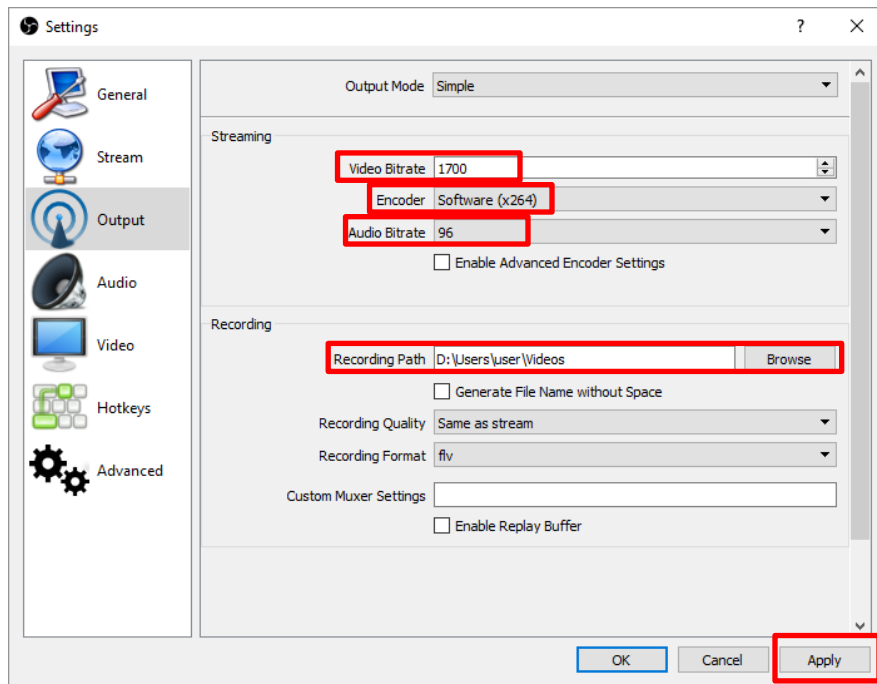 Settings
?
General
Stream
Output
Audio
Video
Hotkeys
Advanced
Output Mode Simple
Streaming
Video Bitrate 1700
Encoder Software (x264)
Audio Bitrate 96
Enable Advanced Encoder Settings
Recording
Recording Path D:\Users\user\Videos Browse
Generate File Name without Space
Recording Quality Same as stream
Recording Format flv
Custom Muxer Settings
Enable Replay Buffer
OK Cancel Apply